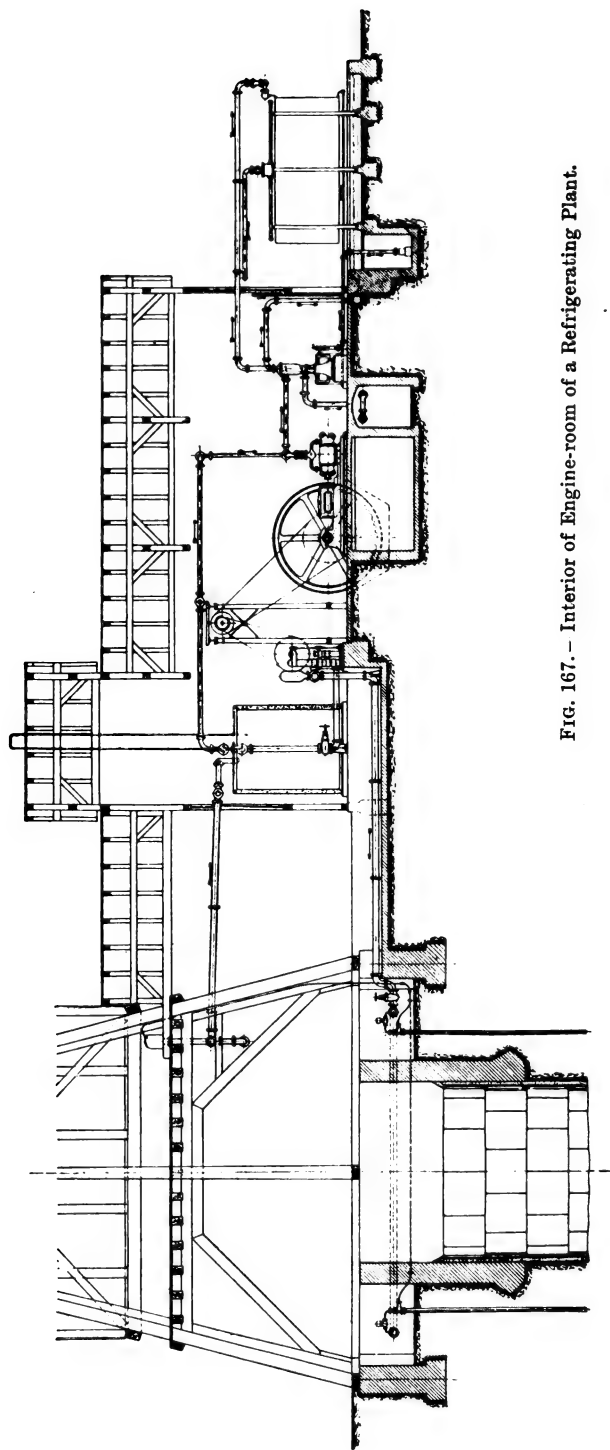 FIG. 167. – Interior of Engine-room of a Refrigerating Plant.